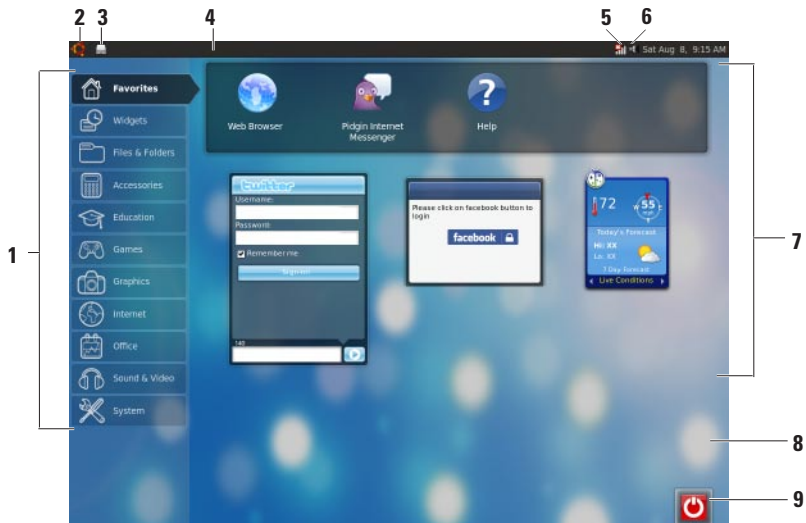 2 3 4 5 6
Sat Aug 8, 9:15 AM
1
Favorites
Widgets
Files & Folders
Accessories
Education
Games
Graphics
Internet
Office
Sound & Video
System
Web Browser
Pidgin Internet
Messenger
Help
twitter
Username:
Password:
Remember me
Sign in
140
Please click on facebook button to
login
facebook
72
55
mph
Today's Forecast
Hi: XX
Lo: XX
7 Day Forecast
Live Conditions
7
8
9